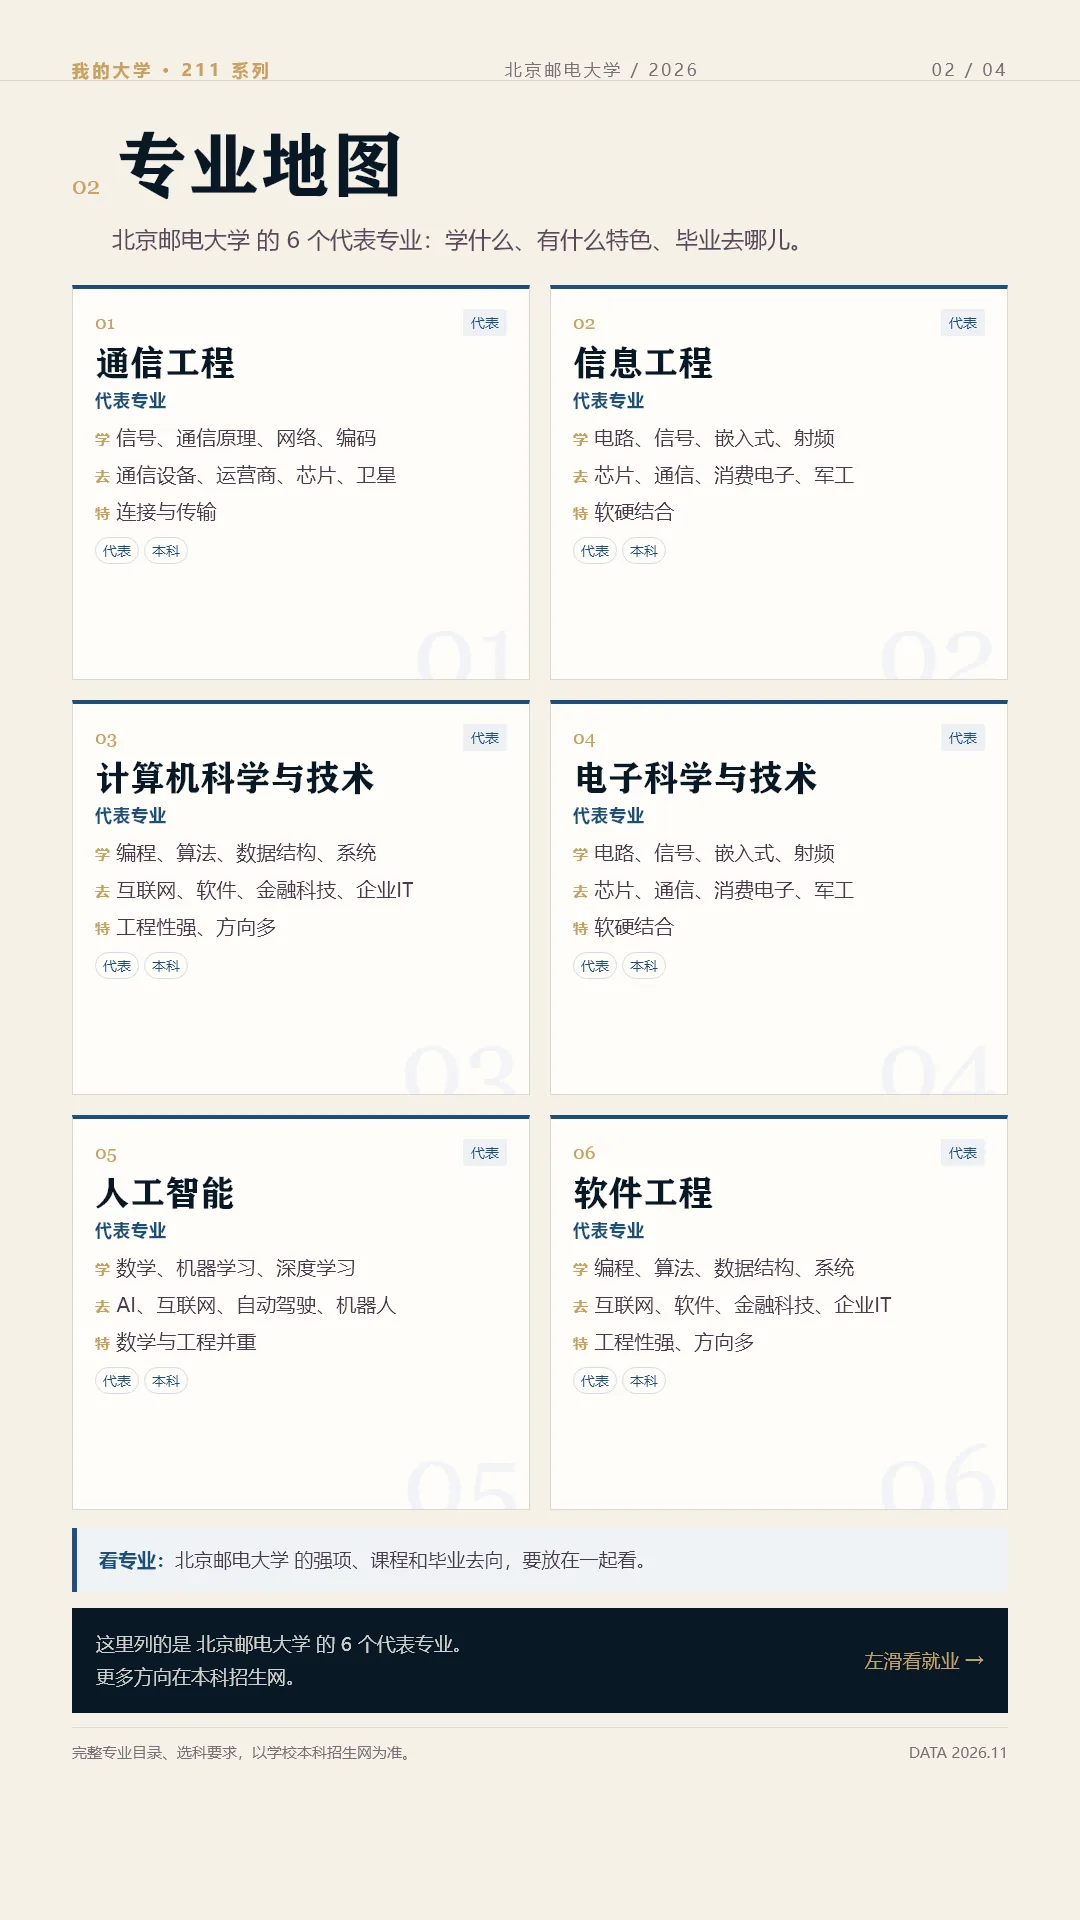 我的大学 · 211 系列
北京邮电大学 / 2026
02 / 04
02 专业地图
北京邮电大学 的 6 个代表专业：学什么、有什么特色、毕业去哪儿。
01
代表
通信工程
代表专业
学 信号、通信原理、网络、编码
去 通信设备、运营商、芯片、卫星
特 连接与传输
代表 本科
01
02
代表
信息工程
代表专业
学 电路、信号、嵌入式、射频
去 芯片、通信、消费电子、军工
特 软硬结合
代表 本科
02
03
代表
计算机科学与技术
代表专业
学 编程、算法、数据结构、系统
去 互联网、软件、金融科技、企业IT
特 工程性强、方向多
代表 本科
03
04
代表
电子科学与技术
代表专业
学 电路、信号、嵌入式、射频
去 芯片、通信、消费电子、军工
特 软硬结合
代表 本科
04
05
代表
人工智能
代表专业
学 数学、机器学习、深度学习
去 AI、互联网、自动驾驶、机器人
特 数学与工程并重
代表 本科
05
06
代表
软件工程
代表专业
学 编程、算法、数据结构、系统
去 互联网、软件、金融科技、企业IT
特 工程性强、方向多
代表 本科
06
看专业：北京邮电大学 的强项、课程和毕业去向，要放在一起看。
这里列的是 北京邮电大学 的 6 个代表专业。
更多方向在本科招生网。
左滑看就业 →
完整专业目录、选科要求，以学校本科招生网为准。
DATA 2026.11